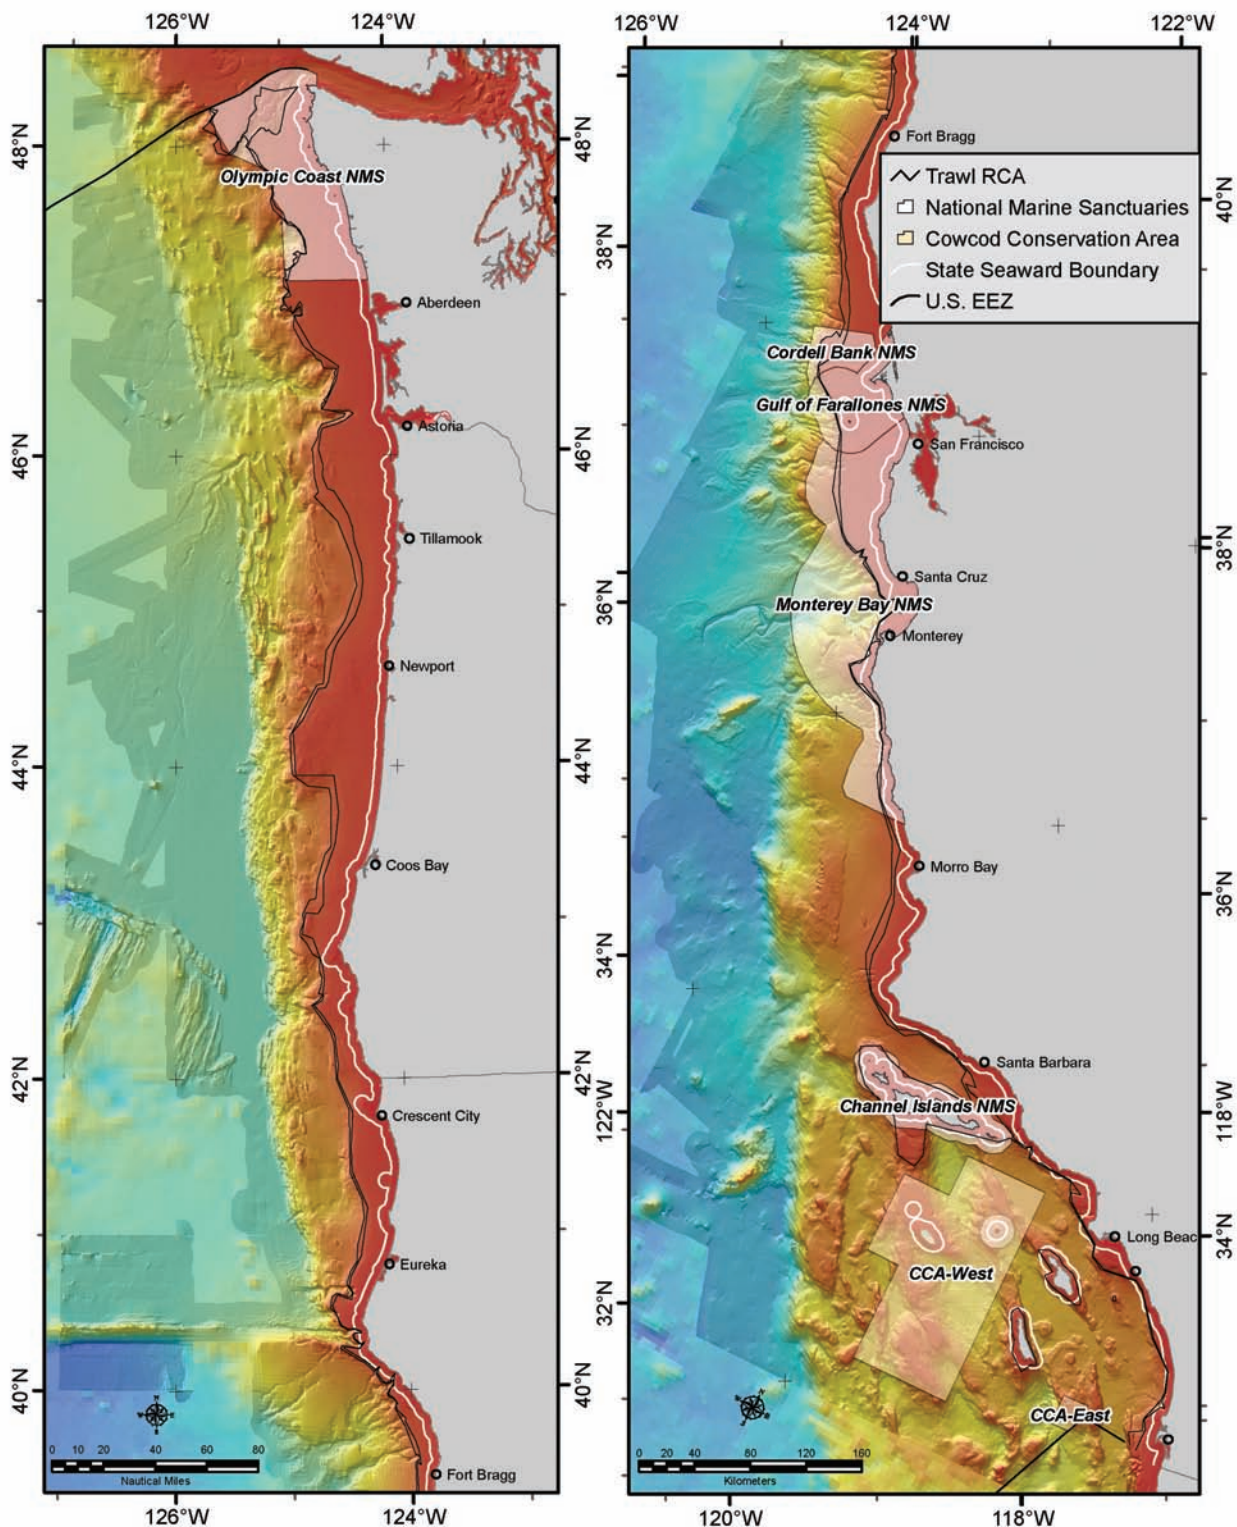 126°W
124°W
126°W
124°W
122°W
48°N
48°N
Olympic Coast NMS
Aberdeen
46°N
Astoria
46°N
Tillamook
Newport
44°N
44°N
Coos Bay
42°N
42°N
Crescent City
Eureka
40°N
40°N
0 10 20 40 60 80
Nautical Miles
Fort Bragg
126°W
124°W
Fort Bragg
Trawl RCA
National Marine Sanctuaries
Cowcod Conservation Area
State Seaward Boundary
U.S. EEZ
40°N
38°N
Cordell Bank NMS
Gulf of Farallones NMS
San Francisco
38°N
Santa Cruz
36°N
Monterey Bay NMS
Monterey
Morro Bay
36°N
34°N
Santa Barbara
122°W
Channel Islands NMS
118°W
Long Beac
34°N
CCA-West
32°N
CCA-East
0 20 40 80 120 160
Kilometers
120°W
118°W